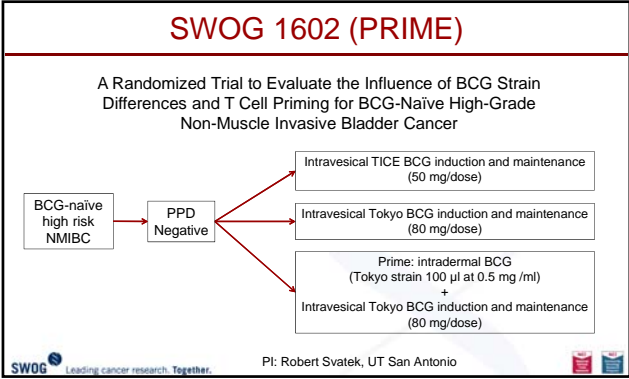 SWOG 1602 (PRIME)
A Randomized Trial to Evaluate the Influence of BCG Strain
Differences and T Cell Priming for BCG-Naïve High-Grade
Non-Muscle Invasive Bladder Cancer
BCG-naïve
high risk
NMIBC
PPD
Negative
Intravesical TICE BCG induction and maintenance
(50 mg/dose)
Intravesical Tokyo BCG induction and maintenance
(80 mg/dose)
Prime: intradermal BCG
(Tokyo strain 100 µl at 0.5 mg /ml)
+
Intravesical Tokyo BCG induction and maintenance
(80 mg/dose)
SWOG Leading cancer research. Together.
PI: Robert Svatek, UT San Antonio